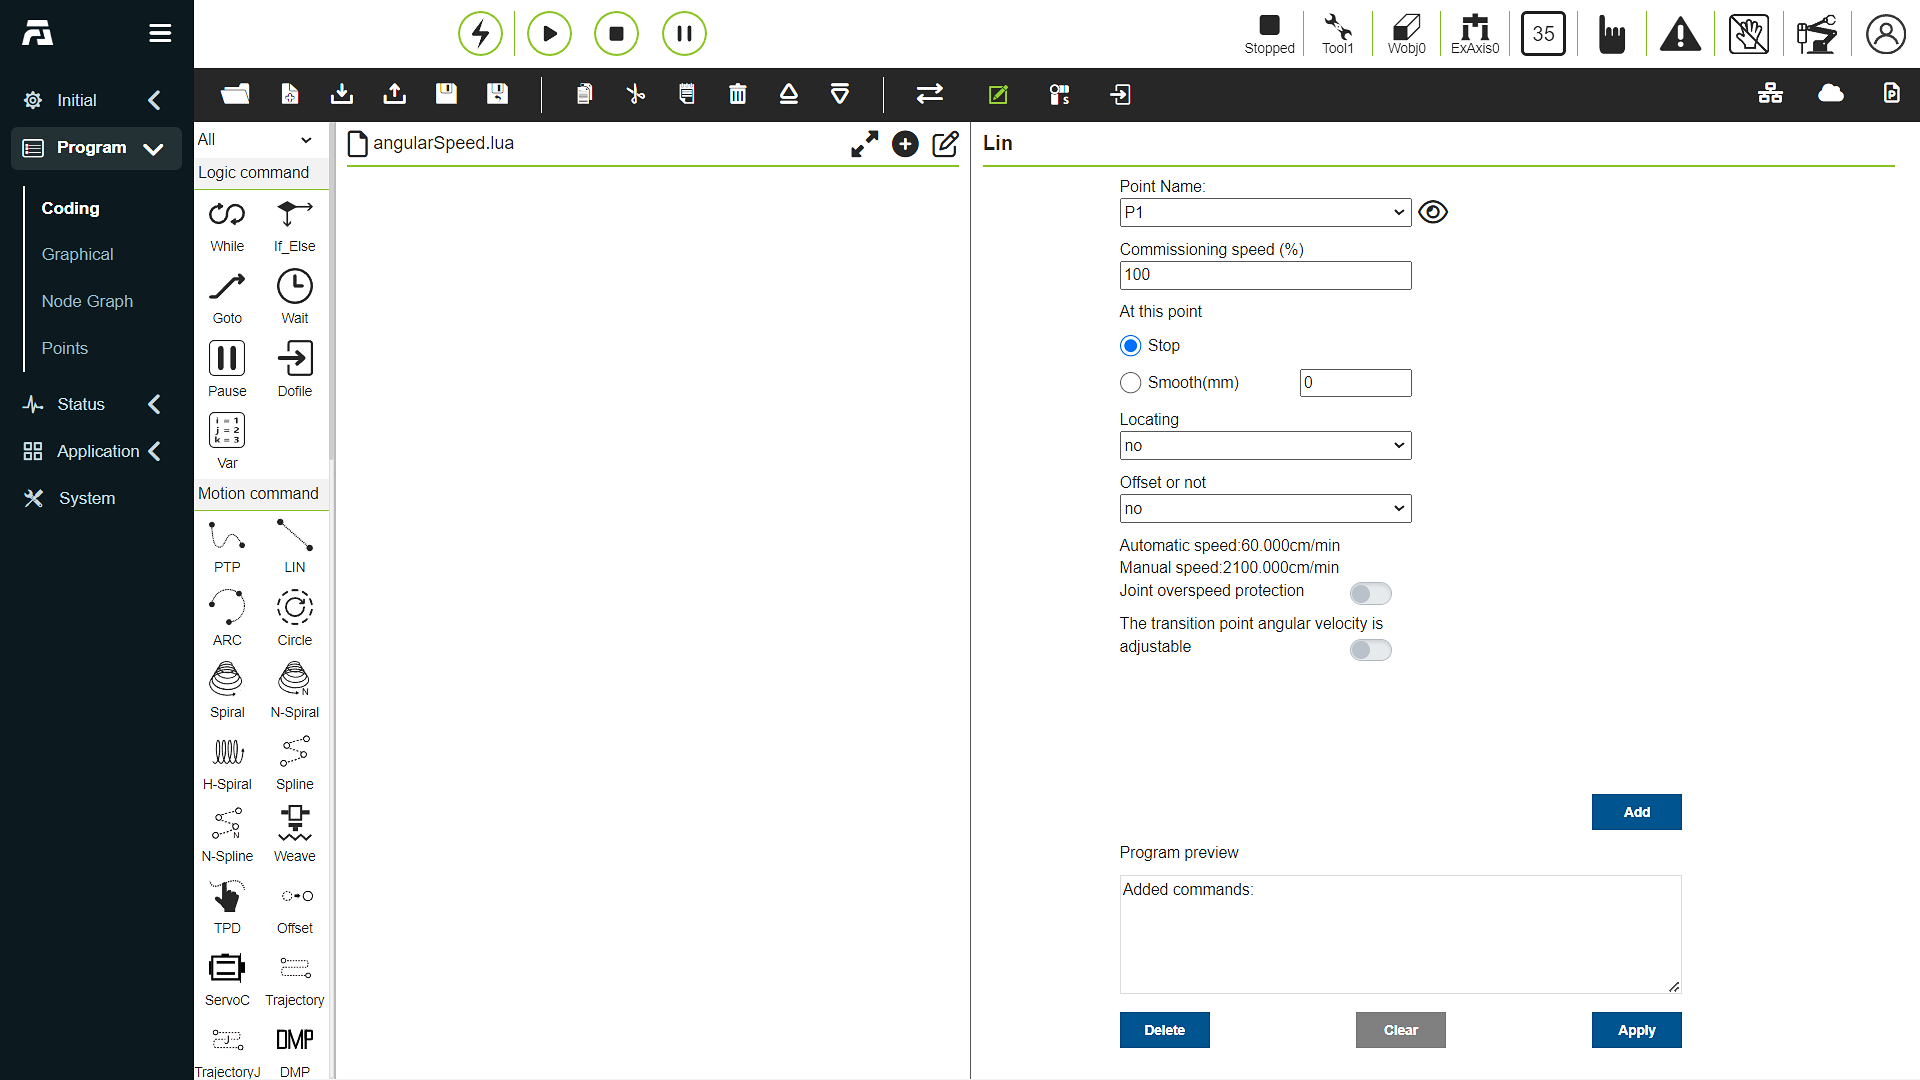 Stopped
Tool1
Wobj0
ExAxis0
35
Initial
Program
Coding
Graphical
Node Graph
Points
Status
Application
System
All
Logic command
While
If_Else
Goto
Wait
Pause
Dofile
i = 1
j = 2
k = 3
Var
Motion command
PTP
LIN
ARC
Circle
Spiral
N
N-Spiral
H-Spiral
Spline
N
N-Spline
Weave
TPD
Offset
ServoC
Trajectory
J
TrajectoryJ
DMP
DMP
angularSpeed.lua
Lin
Point Name:
P1
Commissioning speed (%)
100
At this point
Stop
Smooth(mm)
0
Locating
no
Offset or not
no
Automatic speed:60.000cm/min
Manual speed:2100.000cm/min
Joint overspeed protection
The transition point angular velocity is
adjustable
Add
Program preview
Added commands:
Delete
Clear
Apply